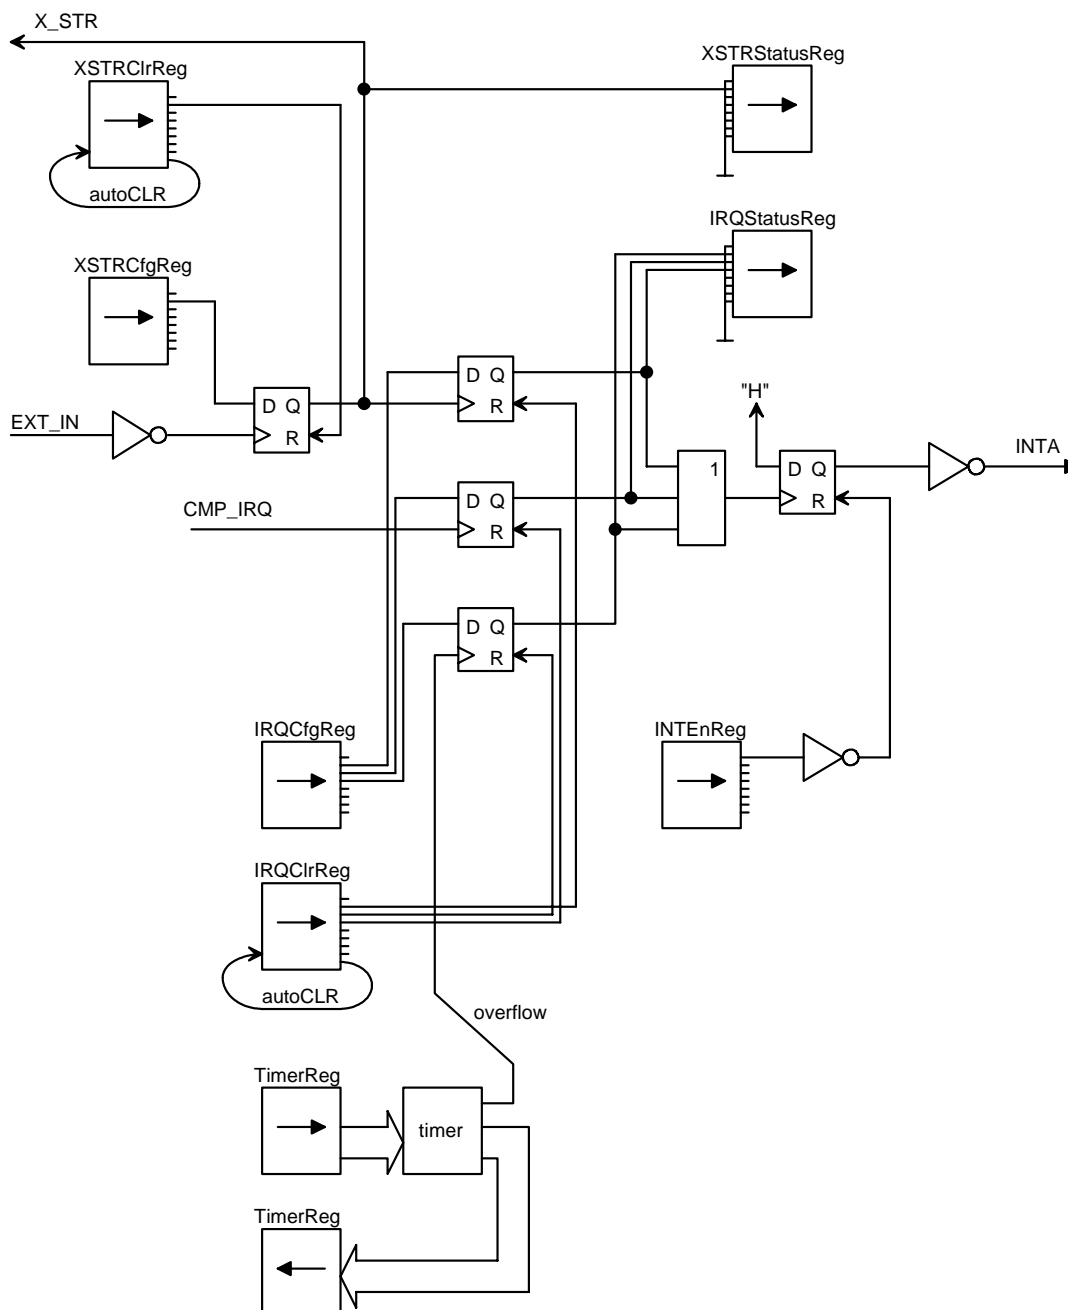 X_STR
XSTRClrReg
autoCLR
XSTRStatusReg
IRQStatusReg
XSTRCfgReg
EXT_IN
D Q
R
D Q
R
"H"
1
D Q
R
INTA
CMP_IRQ
D Q
R
D Q
R
IRQCfgReg
INTEnReg
IRQClrReg
autoCLR
overflow
TimerReg
timer
TimerReg